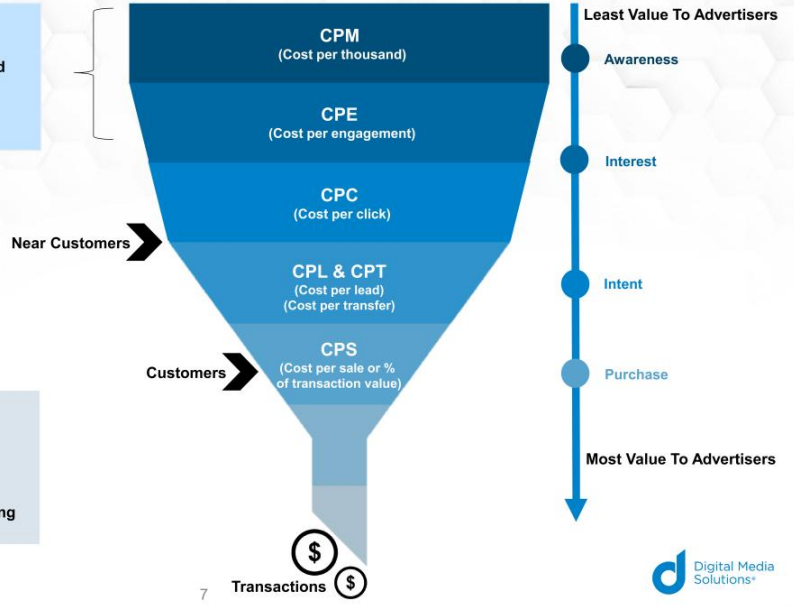 Least Value To Advertisers
CPM
(Cost per thousand)
Awareness
CPE
(Cost per engagement)
Interest
CPC
(Cost per click)
Near Customers
CPL & CPT
(Cost per lead)
(Cost per transfer)
Intent
CPS
(Cost per sale or %
of transaction value)
Customers
Purchase
Most Value To Advertisers
$
$
Transactions
7
Digital Media
Solutions®